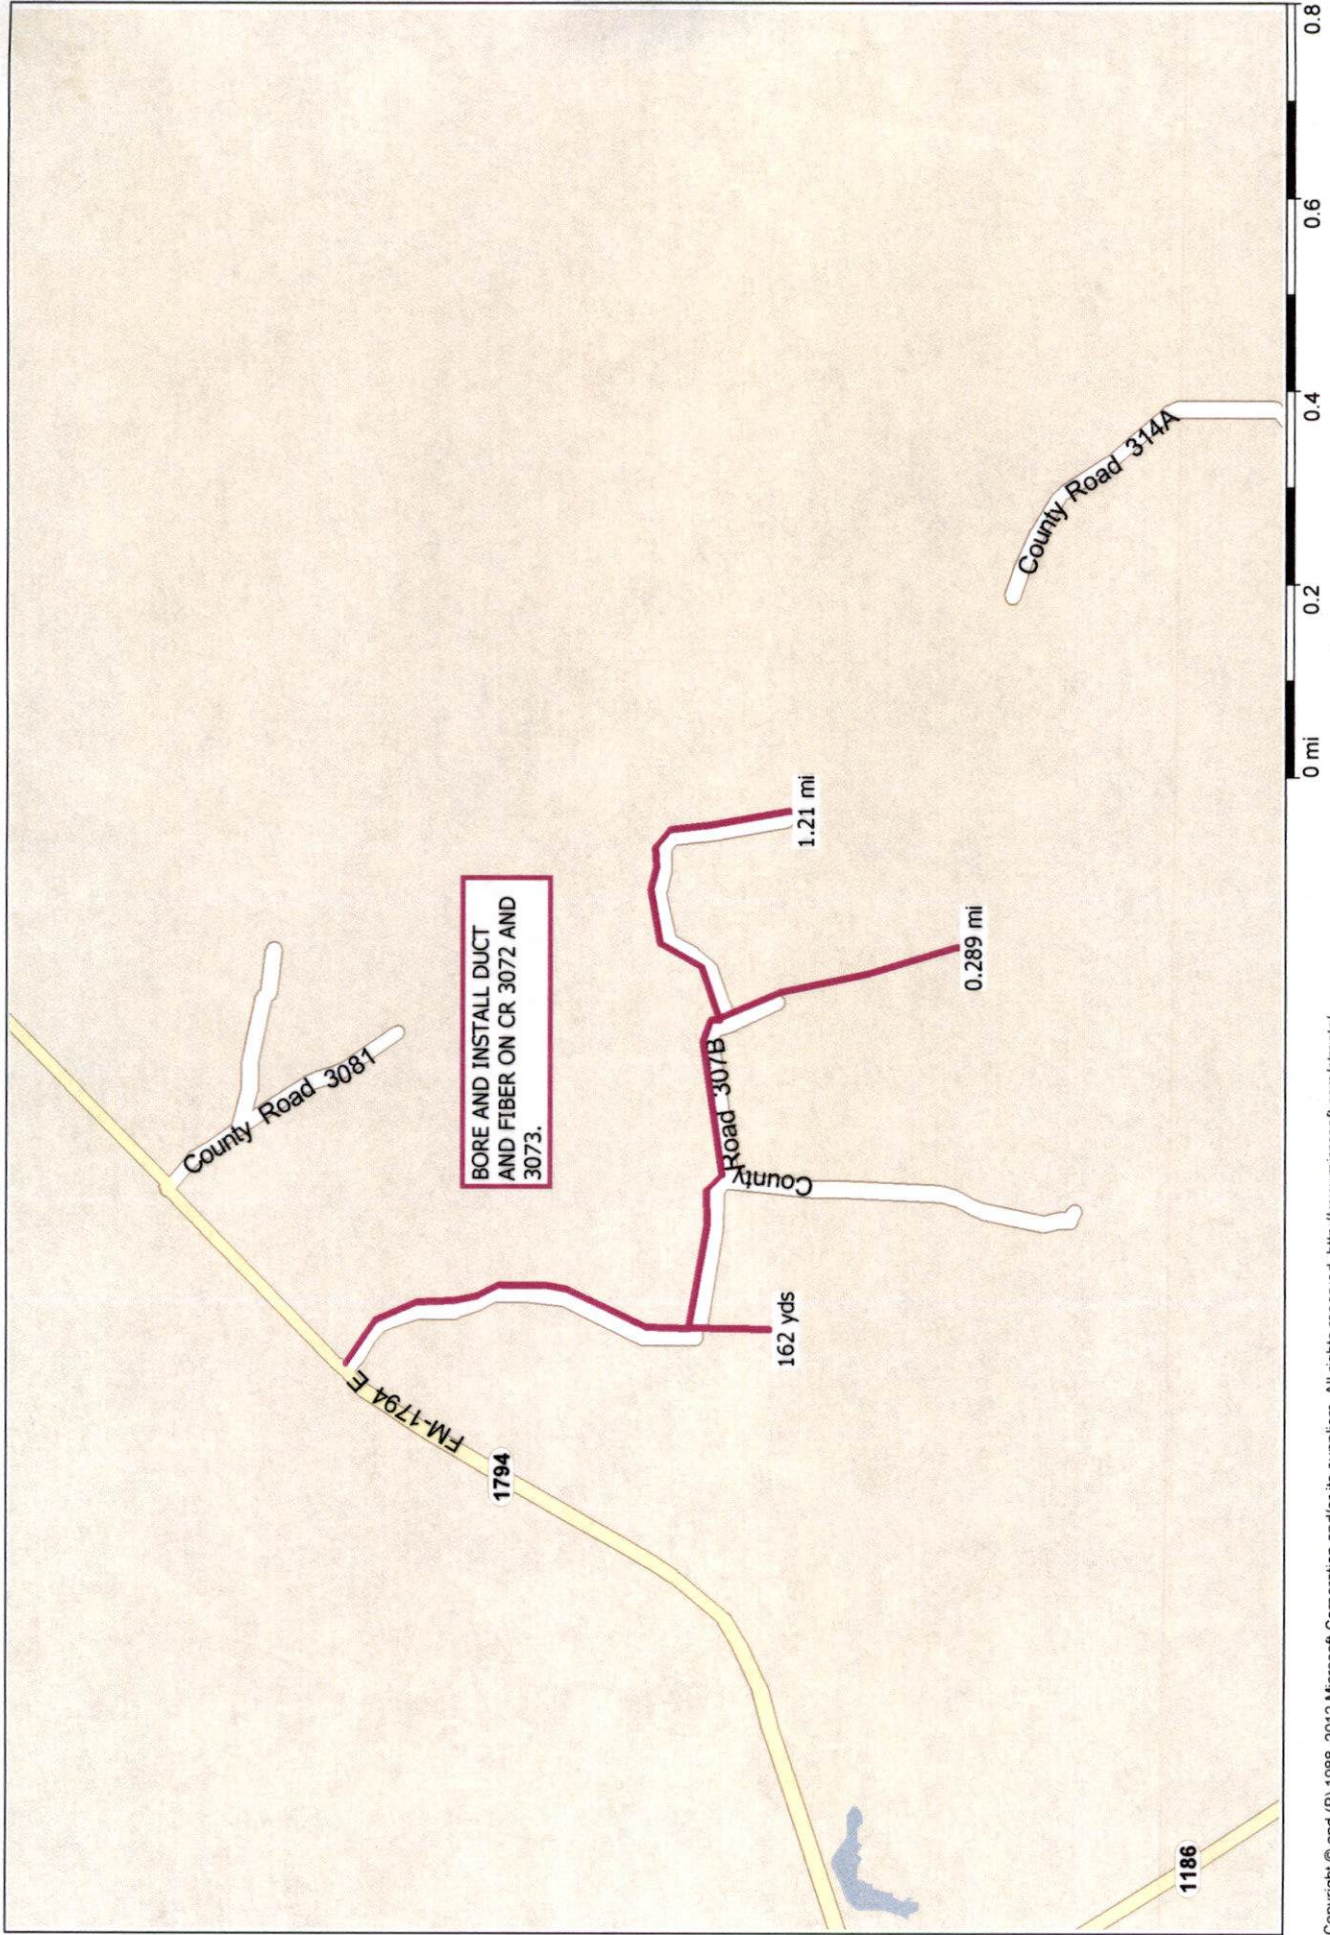 County Road 3081
BORE AND INSTALL DUCT
AND FIBER ON CR 3072 AND
3073.
FM-1794 E
1794
1.21 mi
County Road 307B
0.289 mi
162 yds
County Road 314A
1186
0 mi 0.2 0.4 0.6 0.8